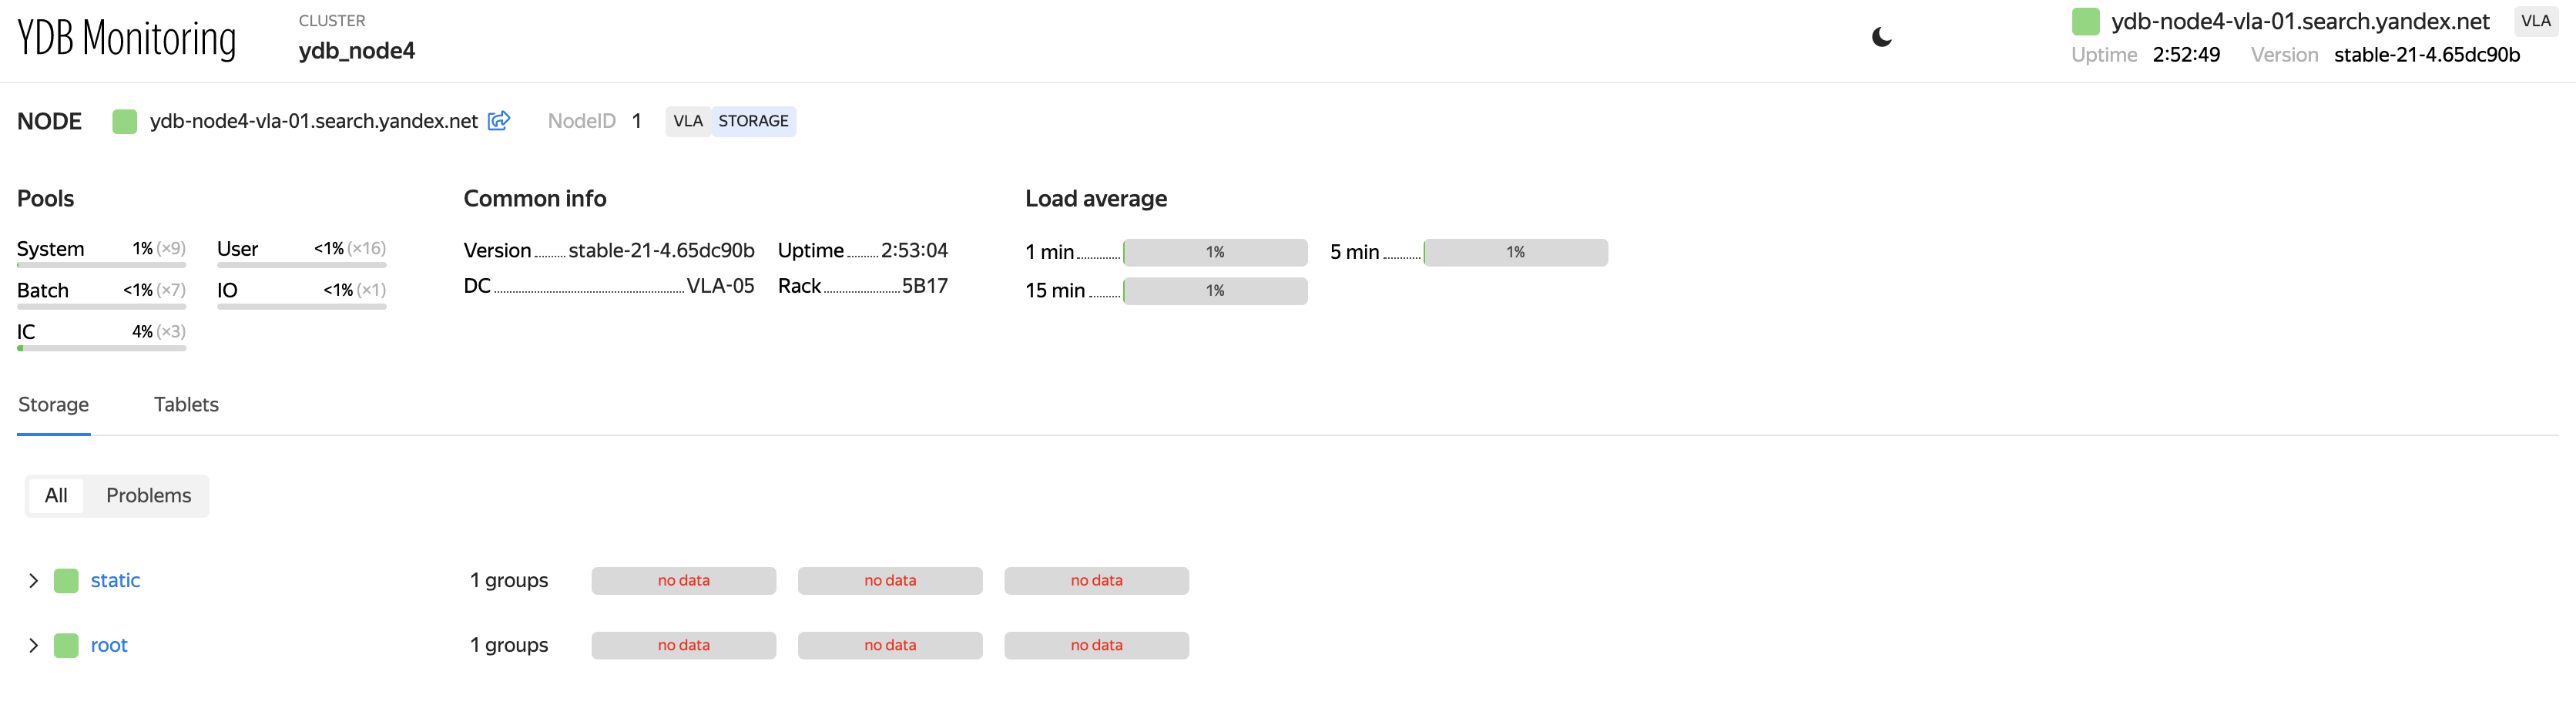 YDB Monitoring
CLUSTER
ydb_node4
ydb-node4-vla-01.search.yandex.net VLA
Uptime 2:52:49 Version stable-21-4.65dc90b
NODE ydb-node4-vla-01.search.yandex.net NodeID 1 VLA STORAGE
Pools
System 1% (×9) User <1% (×16)
Batch <1% (×7) IO <1% (×1)
IC 4% (×3)
Common info
Version stable-21-4.65dc90b Uptime 2:53:04
DC VLA-05 Rack 5B17
Load average
1 min 1% 5 min 1%
15 min 1%
Storage Tablets
All Problems
static 1 groups no data no data no data
root 1 groups no data no data no data